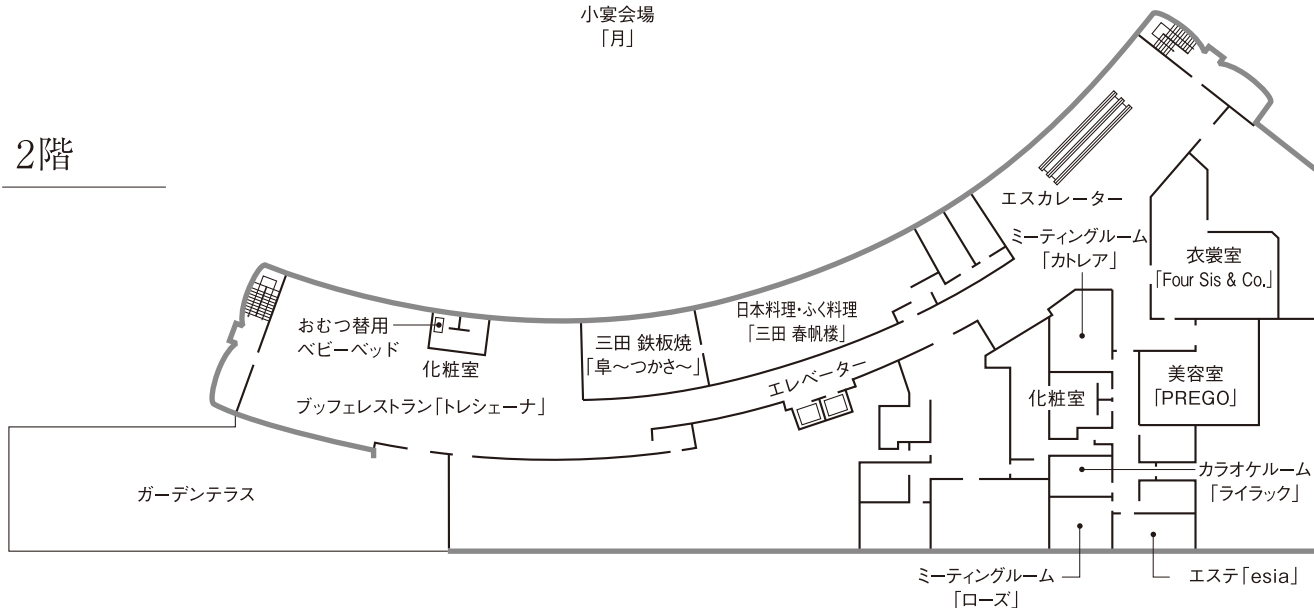 小宴会場
「月」
2階
エスカレーター
ミーティングルーム
「カトレア」
衣裳室
「Four Sis & Co.」
おむつ替用
ベビーベッド
化粧室
三田 鉄板焼
「阜〜つかさ〜」
日本料理・ふく料理
「三田 春帆楼」
エレベーター
ブッフェレストラン「トレシェーナ」
化粧室
美容室
「PREGO」
ガーデンテラス
カラオケルーム
「ライラック」
ミーティングルーム
「ローズ」
エステ「esia」